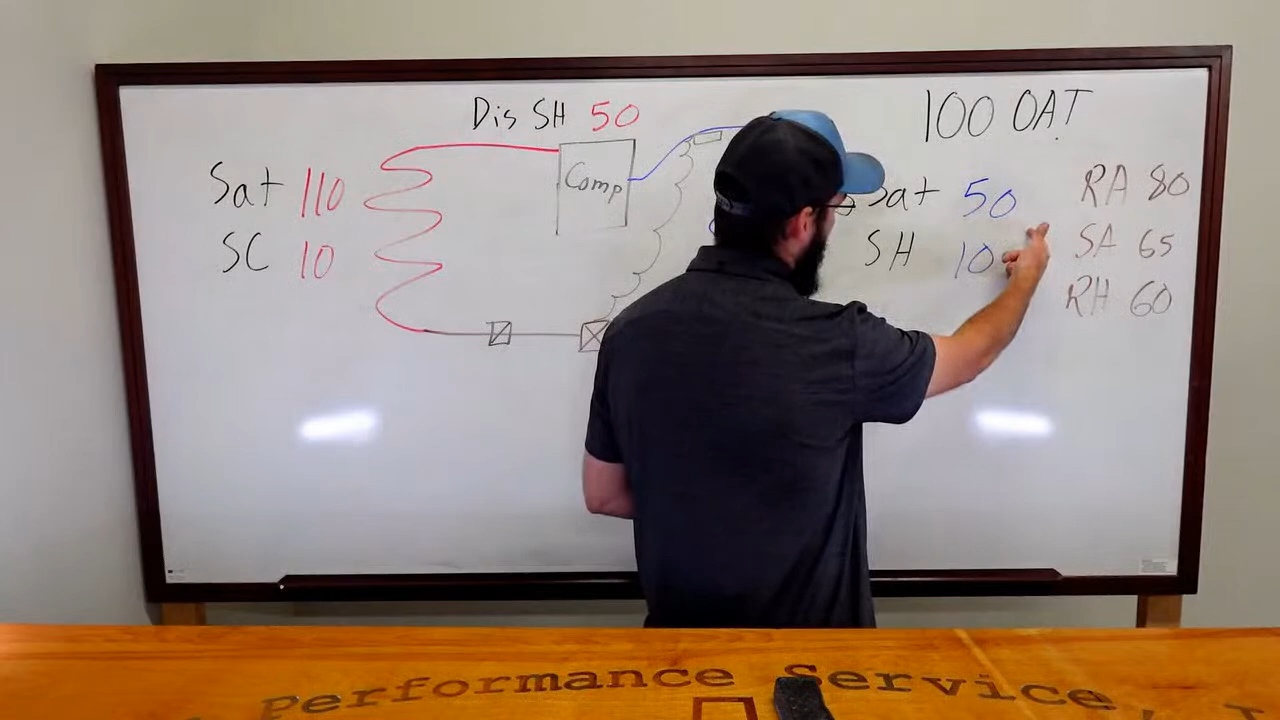 Dis SH 50
100 OAT
Sat 110
SC 10
Comp
Sat 50
SH 10
RA 80
SA 65
RH 60
Performance Service, I